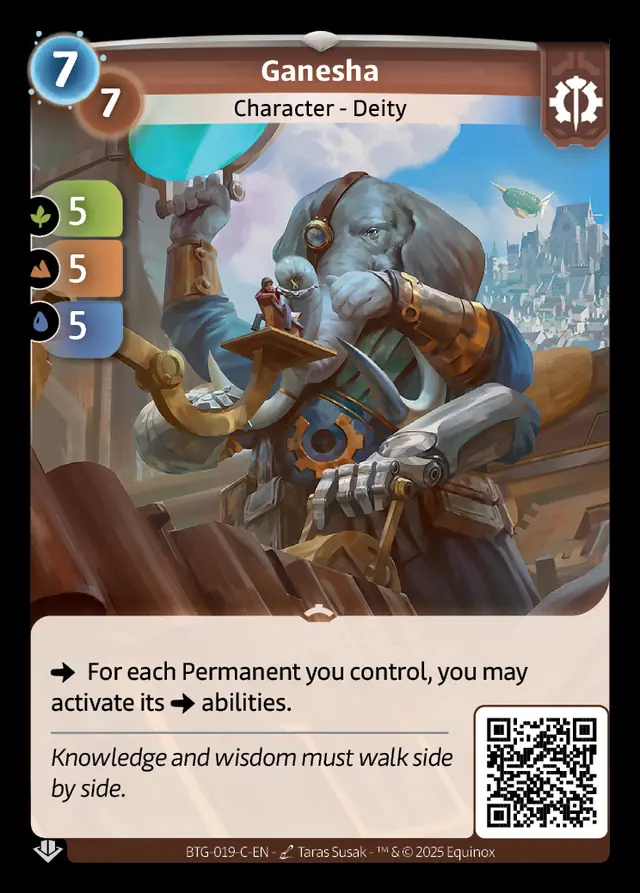 7
7
Ganesha
Character - Deity
5
5
5
For each Permanent you control, you may
activate its abilities.
Knowledge and wisdom must walk side
by side.
BTG-019-C-EN - Taras Susak - ™ & © 2025 Equinox